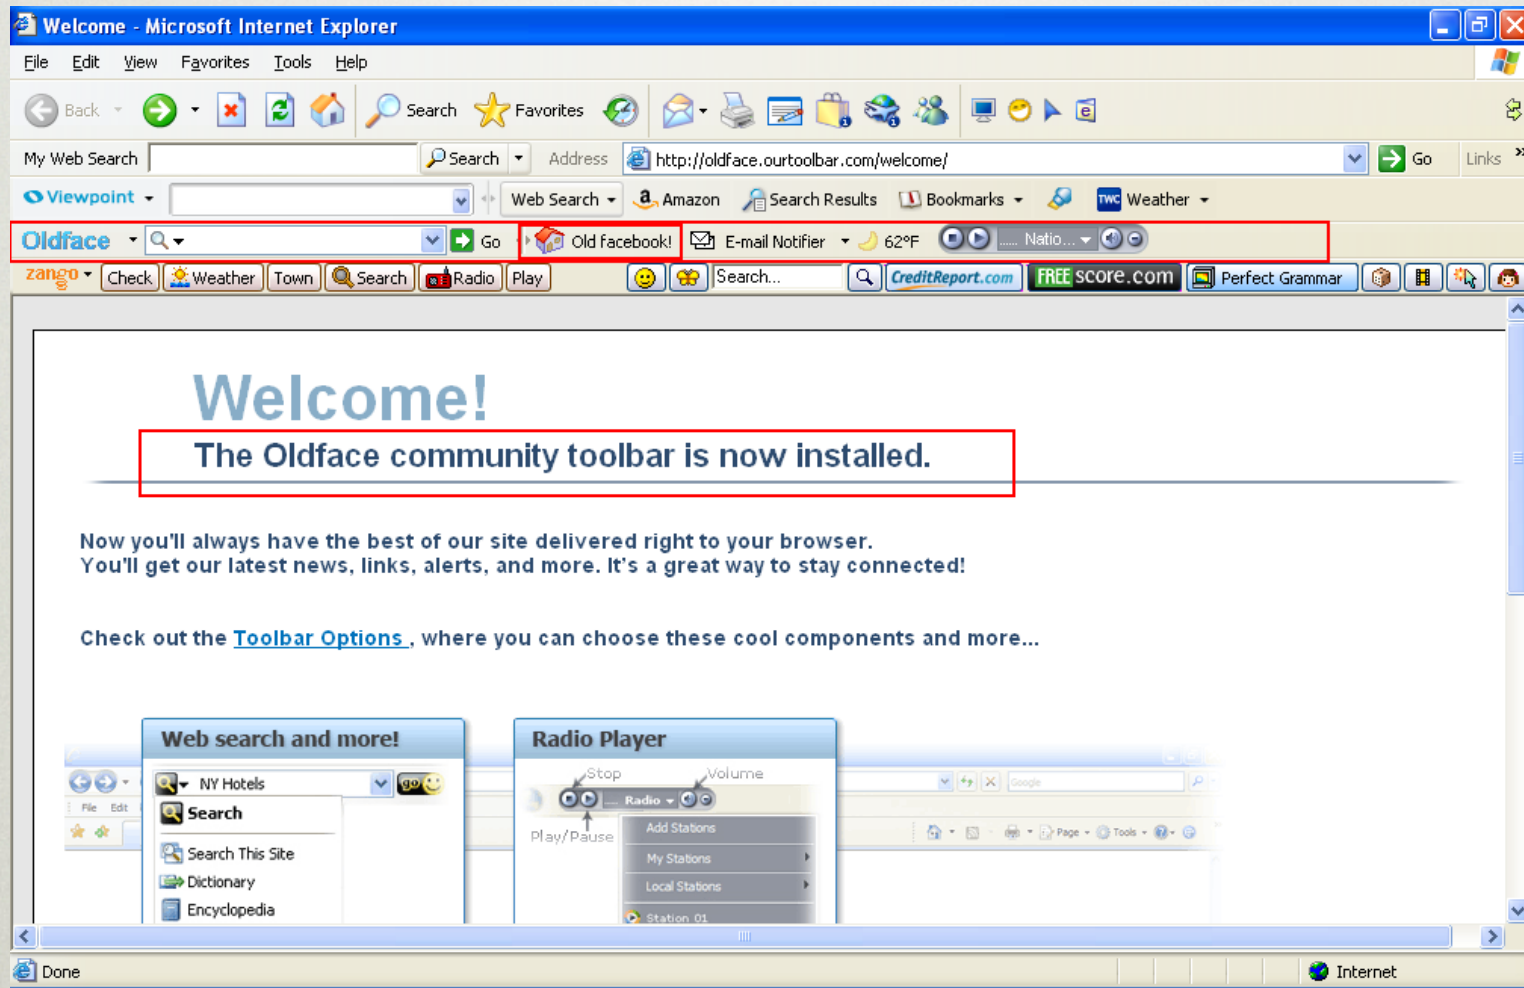 Welcome - Microsoft Internet Explorer
File Edit View Favorites Tools Help
Back Search Favorites
My Web Search Search Address http://oldface.ourtoolbar.com/welcome/ Go Links »
Viewpoint Web Search Amazon Search Results Bookmarks TWC Weather
Oldface Go Old facebook! E-mail Notifier 62°F ..... Natio...
zango Check Weather Town Search Radio Play Search... CreditReport.com FREE score.com Perfect Grammar
Welcome!
The Oldface community toolbar is now installed.
Now you'll always have the best of our site delivered right to your browser.
You'll get our latest news, links, alerts, and more. It's a great way to stay connected!
Check out the Toolbar Options , where you can choose these cool components and more...
Web search and more!
NY Hotels go
Search
Search This Site
Dictionary
Encyclopedia
Radio Player
Stop Volume
Radio
Play/Pause
Add Stations
My Stations
Local Stations
Station 01
File Edit
Google
Page Tools
Done Internet